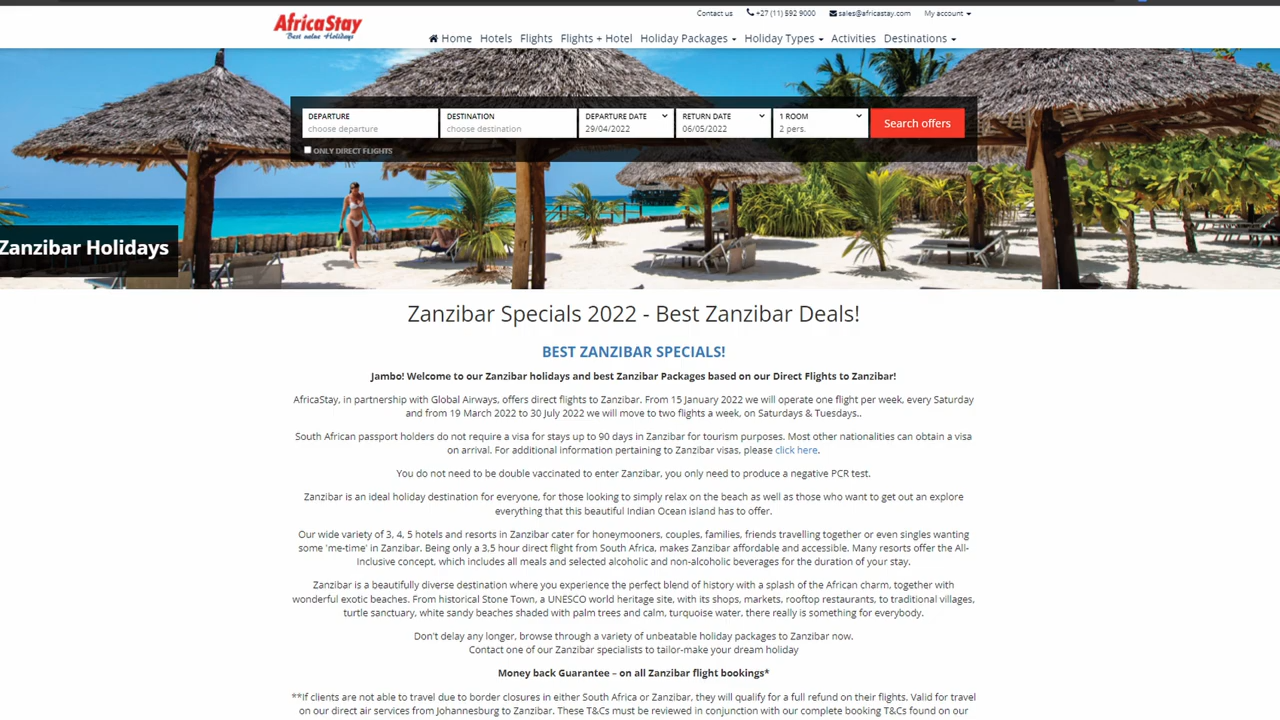 AfricaStay
Best value Holidays
Contact us +27 (11) 592 9000 sales@africastay.com My account
Home Hotels Flights Flights + Hotel Holiday Packages Holiday Types Activities Destinations
DEPARTURE DESTINATION DEPARTURE DATE RETURN DATE 1 ROOM
choose departure choose destination 29/04/2022 06/05/2022 2 pers. Search offers
ONLY DIRECT FLIGHTS
Zanzibar Holidays
Zanzibar Specials 2022 - Best Zanzibar Deals!
BEST ZANZIBAR SPECIALS!
Jambo! Welcome to our Zanzibar holidays and best Zanzibar Packages based on our Direct Flights to Zanzibar!
AfricaStay, in partnership with Global Airways, offers direct flights to Zanzibar. From 15 January 2022 we will operate one flight per week, every Saturday
and from 19 March 2022 to 30 July 2022 we will move to two flights a week, on Saturdays & Tuesdays..
South African passport holders do not require a visa for stays up to 90 days in Zanzibar for tourism purposes. Most other nationalities can obtain a visa
on arrival. For additional information pertaining to Zanzibar visas, please click here.
You do not need to be double vaccinated to enter Zanzibar, you only need to produce a negative PCR test.
Zanzibar is an ideal holiday destination for everyone, for those looking to simply relax on the beach as well as those who want to get out an explore
everything that this beautiful Indian Ocean island has to offer.
Our wide variety of 3, 4, 5 hotels and resorts in Zanzibar cater for honeymooners, couples, families, friends travelling together or even singles wanting
some 'me-time' in Zanzibar. Being only a 3.5 hour direct flight from South Africa, makes Zanzibar affordable and accessible. Many resorts offer the All-
Inclusive concept, which includes all meals and selected alcoholic and non-alcoholic beverages for the duration of your stay.
Zanzibar is a beautifully diverse destination where you experience the perfect blend of history with a splash of the African charm, together with
wonderful exotic beaches. From historical Stone Town, a UNESCO world heritage site, with its shops, markets, rooftop restaurants, to traditional villages,
turtle sanctuary, white sandy beaches shaded with palm trees and calm, turquoise water, there really is something for everybody.
Don't delay any longer, browse through a variety of unbeatable holiday packages to Zanzibar now.
Contact one of our Zanzibar specialists to tailor-make your dream holiday
Money back Guarantee – on all Zanzibar flight bookings*
**If clients are not able to travel due to border closures in either South Africa or Zanzibar, they will qualify for a full refund on their flights. Valid for travel
on our direct air services from Johannesburg to Zanzibar. These T&Cs must be reviewed in conjunction with our complete booking T&Cs found on our